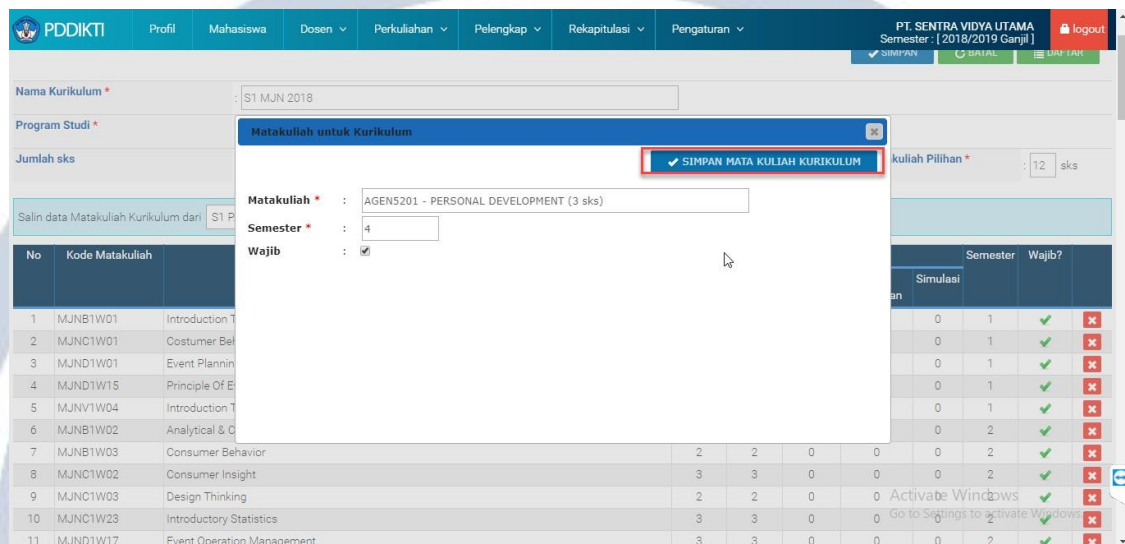 PDDIKTI Profil Mahasiswa Dosen Perkuliahan Pelengkap Rekapitulasi Pengaturan PT. SENTRA VIDYA UTAMA logout
Semester : [ 2018/2019 Ganjil ]
SIMPAN BATAL DAFTAR
Nama Kurikulum * : S1 MJN 2018
Program Studi * Matakuliah untuk Kurikulum
Jumlah sks SIMPAN MATA KULIAH KURIKULUM kuliah Pilihan * : 12 sks
Matakuliah * : AGEN5201 - PERSONAL DEVELOPMENT (3 sks)
Salin data Matakuliah Kurikulum dari S1 P
Semester * : 4
Wajib :
No Kode Matakuliah Semester Wajib?
an Simulasi
1 MJNB1W01 Introduction T 0 1
2 MJNC1W01 Costumer Beh 0 1
3 MJND1W01 Event Plannin 0 1
4 MJND1W15 Principle Of E 0 1
5 MJNV1W04 Introduction T 0 1
6 MJNB1W02 Analytical & C 0 2
7 MJNB1W03 Consumer Behavior 2 2 0 0 0 2
8 MJNC1W02 Consumer Insight 3 3 0 0 0 2
9 MJNC1W03 Design Thinking 2 2 0 0 0 2
Activate Windows
10 MJNC1W23 Introductory Statistics 3 3 0 0 0 2
Go to Settings to activate Windows.
11 MJND1W17 Event Operation Management 3 3 0 0 0 2